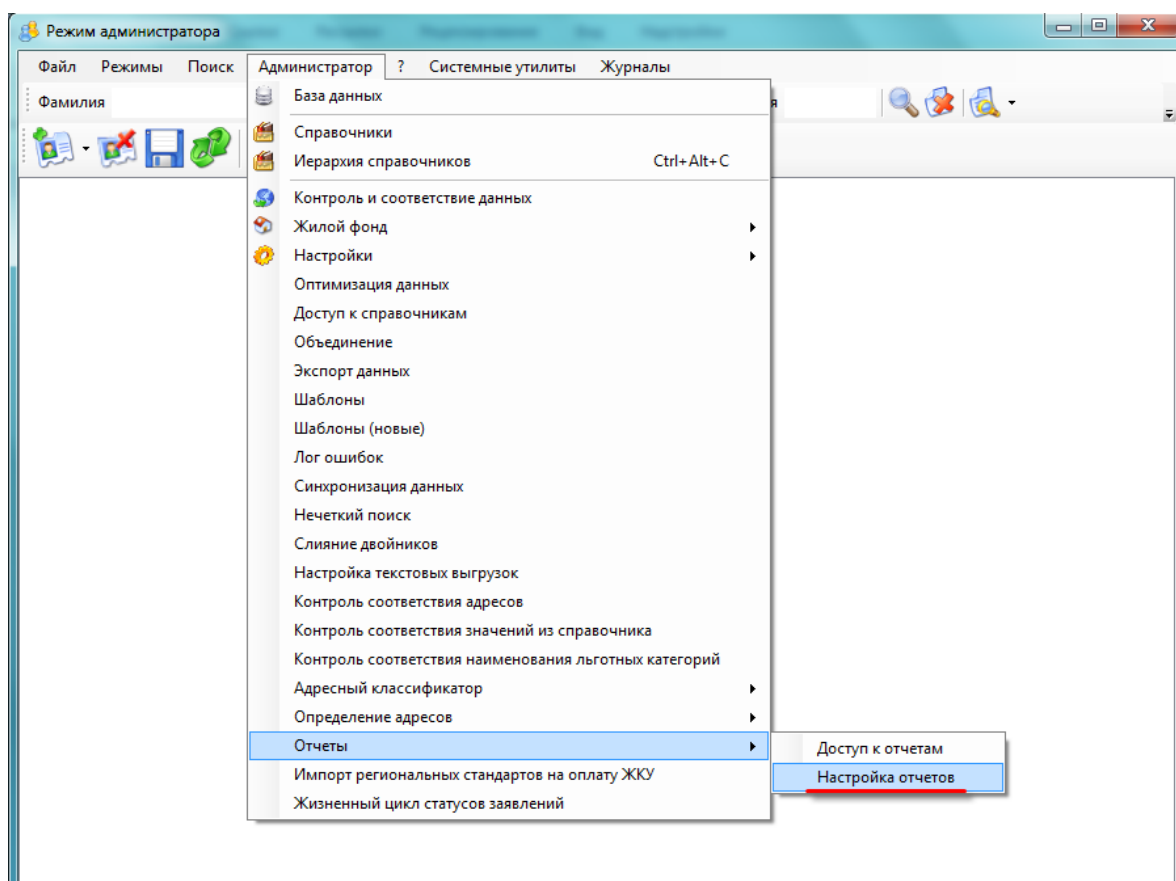 Режим администратора
Файл Режимы Поиск Администратор ? Системные утилиты Журналы
Фамилия я
База данных
Справочники
Иерархия справочников Ctrl+Alt+C
Контроль и соответствие данных
Жилой фонд
Настройки
Оптимизация данных
Доступ к справочникам
Объединение
Экспорт данных
Шаблоны
Шаблоны (новые)
Лог ошибок
Синхронизация данных
Нечеткий поиск
Слияние двойников
Настройка текстовых выгрузок
Контроль соответствия адресов
Контроль соответствия значений из справочника
Контроль соответствия наименования льготных категорий
Адресный классификатор
Определение адресов
Отчеты
Доступ к отчетам
Настройка отчетов
Импорт региональных стандартов на оплату ЖКУ
Жизненный цикл статусов заявлений